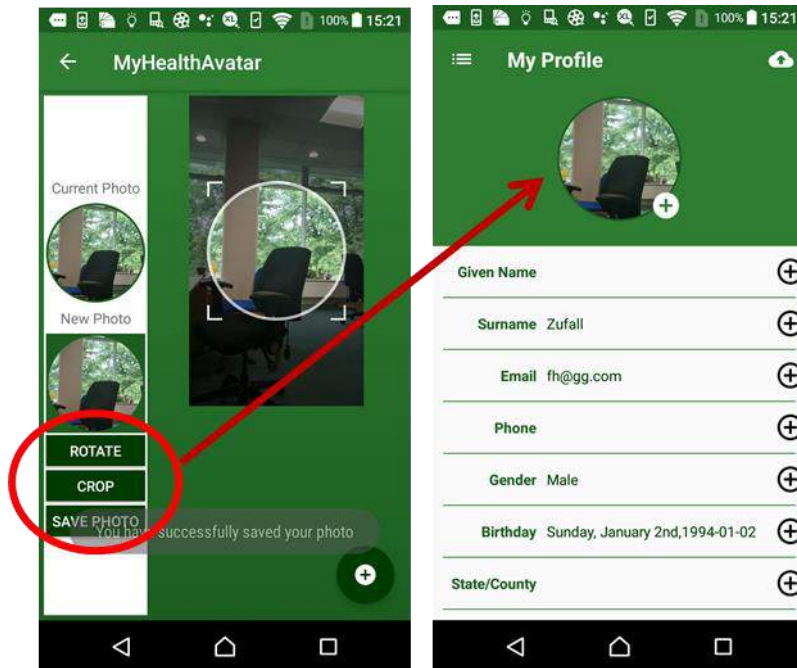 100% 15:21
MyHealthAvatar
Current Photo
New Photo
ROTATE
CROP
SAVE PHOTO
You have successfully saved your photo
XL 100% 15:21
My Profile
Given Name
Surname Zufall
Email fh@gg.com
Phone
Gender Male
Birthday Sunday, January 2nd,1994-01-02
State/County